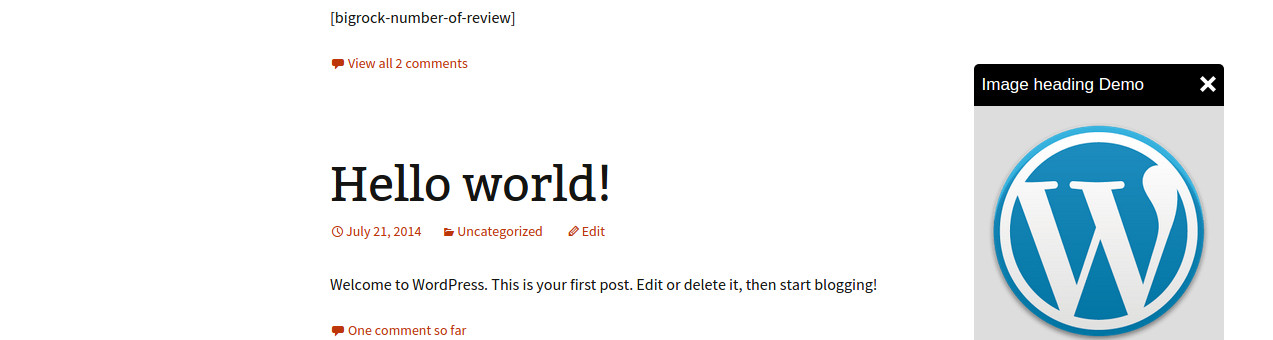 [bigrock-number-of-review]
View all 2 comments
Image heading Demo
Hello world!
July 21, 2014 Uncategorized Edit
Welcome to WordPress. This is your first post. Edit or delete it, then start blogging!
One comment so far